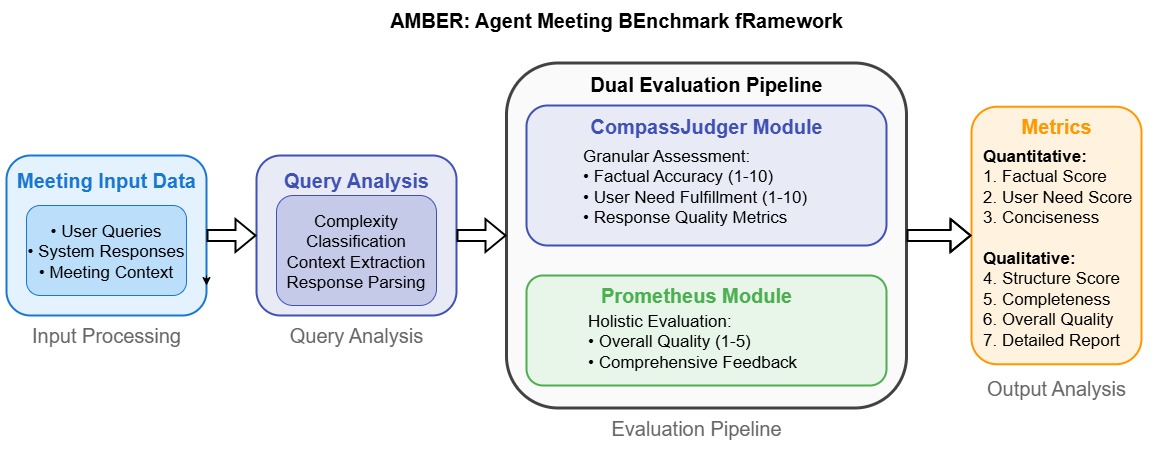 AMBER: Agent Meeting BEnchmark fRamework
Meeting Input Data
• User Queries
• System Responses
• Meeting Context
Input Processing
Query Analysis
Complexity
Classification
Context Extraction
Response Parsing
Query Analysis
Dual Evaluation Pipeline
CompassJudger Module
Granular Assessment:
• Factual Accuracy (1-10)
• User Need Fulfillment (1-10)
• Response Quality Metrics
Prometheus Module
Holistic Evaluation:
• Overall Quality (1-5)
• Comprehensive Feedback
Evaluation Pipeline
Metrics
Quantitative:
1. Factual Score
2. User Need Score
3. Conciseness
Qualitative:
4. Structure Score
5. Completeness
6. Overall Quality
7. Detailed Report
Output Analysis